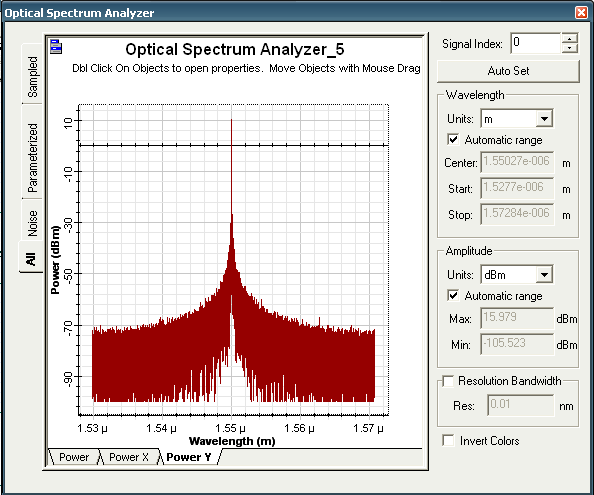 Optical Spectrum Analyzer
Optical Spectrum Analyzer_5
Dbl Click On Objects to open properties. Move Objects with Mouse Drag
Sampled
Parameterized
Noise
All
Power (dBm)
10
-10
-30
-50
-70
-90
1.53 µ
1.54 µ
1.55 µ
1.56 µ
1.57 µ
Wavelength (m)
Power
Power X
Power Y
Signal Index: 0
Auto Set
Wavelength
Units: m
Automatic range
Center: 1.55027e-006 m
Start: 1.5277e-006 m
Stop: 1.57284e-006 m
Amplitude
Units: dBm
Automatic range
Max: 15.979 dBm
Min: -105.523 dBm
Resolution Bandwidth
Res: 0.01 nm
Invert Colors